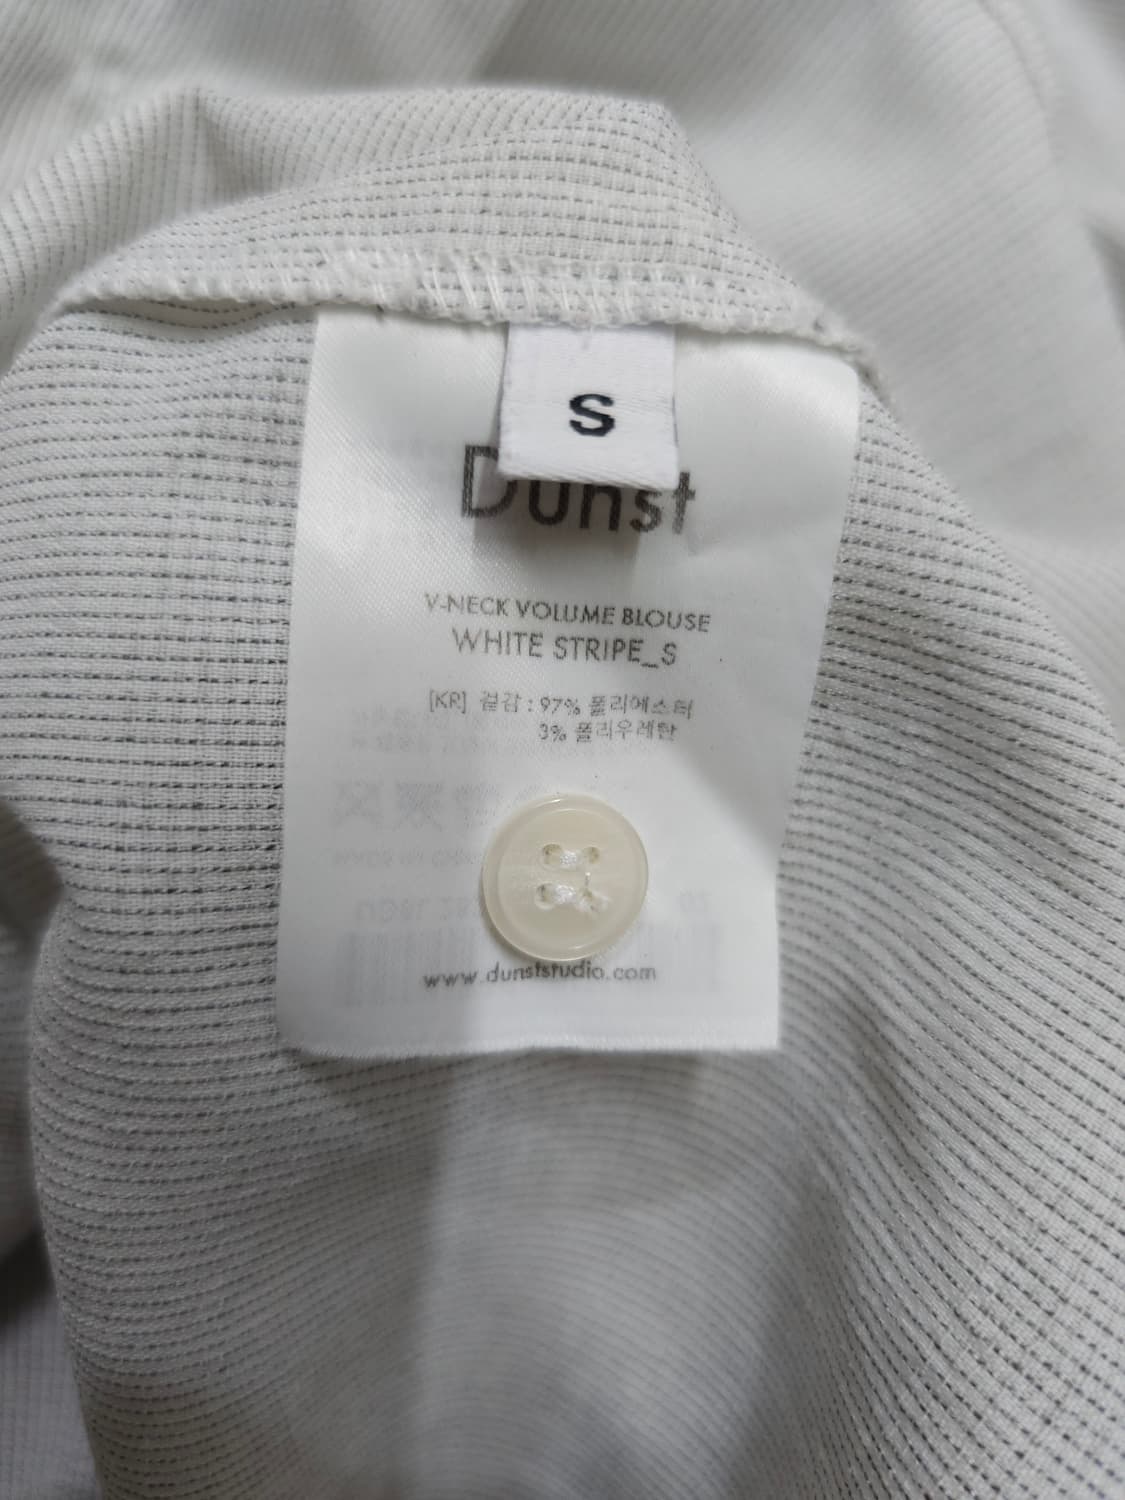 S
Dunst
V-NECK VOLUME BLOUSE
WHITE STRIPE_S
[KR] 겉감 : 97% 폴리에스터
3% 폴리우레탄
www.dunststudio.com